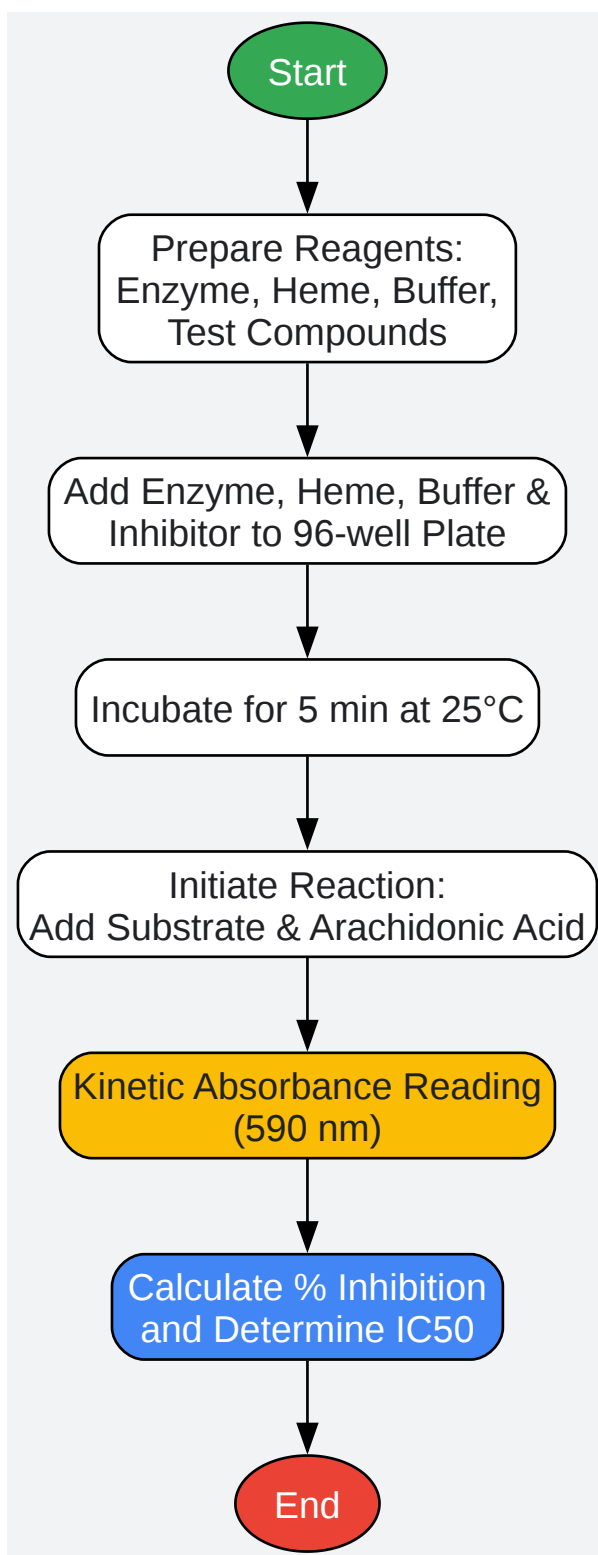 Start
Prepare Reagents:
Enzyme, Heme, Buffer,
Test Compounds
Add Enzyme, Heme, Buffer &
Inhibitor to 96-well Plate
Incubate for 5 min at 25°C
Initiate Reaction:
Add Substrate & Arachidonic Acid
Kinetic Absorbance Reading
(590 nm)
Calculate % Inhibition
and Determine IC50
End